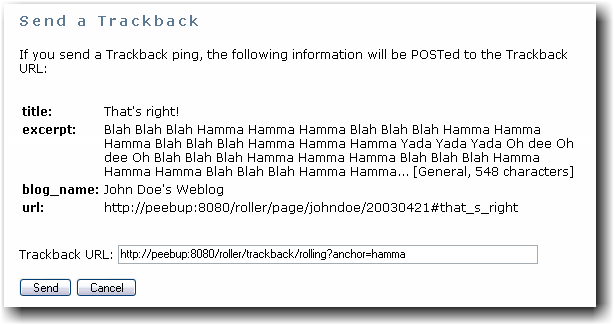 Send a Trackback
If you send a Trackback ping, the following information will be POSTed to the Trackback
URL:
title: That's right!
excerpt: Blah Blah Blah Hamma Hamma Hamma Blah Blah Blah Hamma Hamma
Hamma Blah Blah Blah Hamma Hamma Hamma Yada Yada Yada Oh dee Oh
dee Oh Blah Blah Blah Hamma Hamma Hamma Blah Blah Blah Hamma
Hamma Hamma Blah Blah Blah Hamma Hamma... [General, 548 characters]
blog_name: John Doe's Weblog
url: http://peebup:8080/roller/page/johndoe/20030421#that_s_right
Trackback URL: http://peebup:8080/roller/trackback/rolling?anchor=hamma
Send Cancel